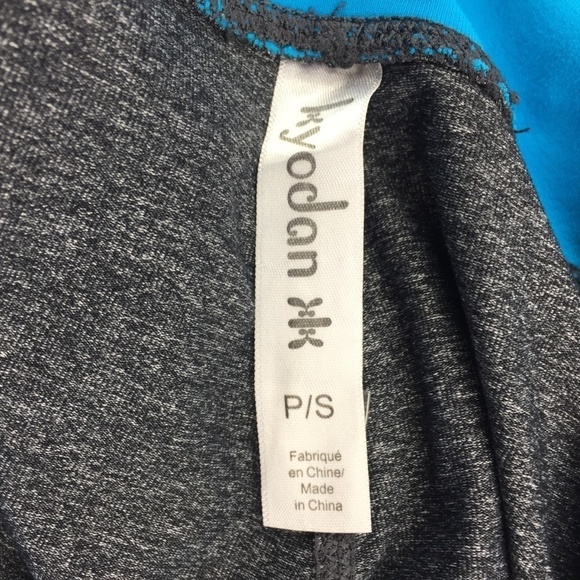 kyodan
P/S
Fabriqué
en Chine/
Made
in China